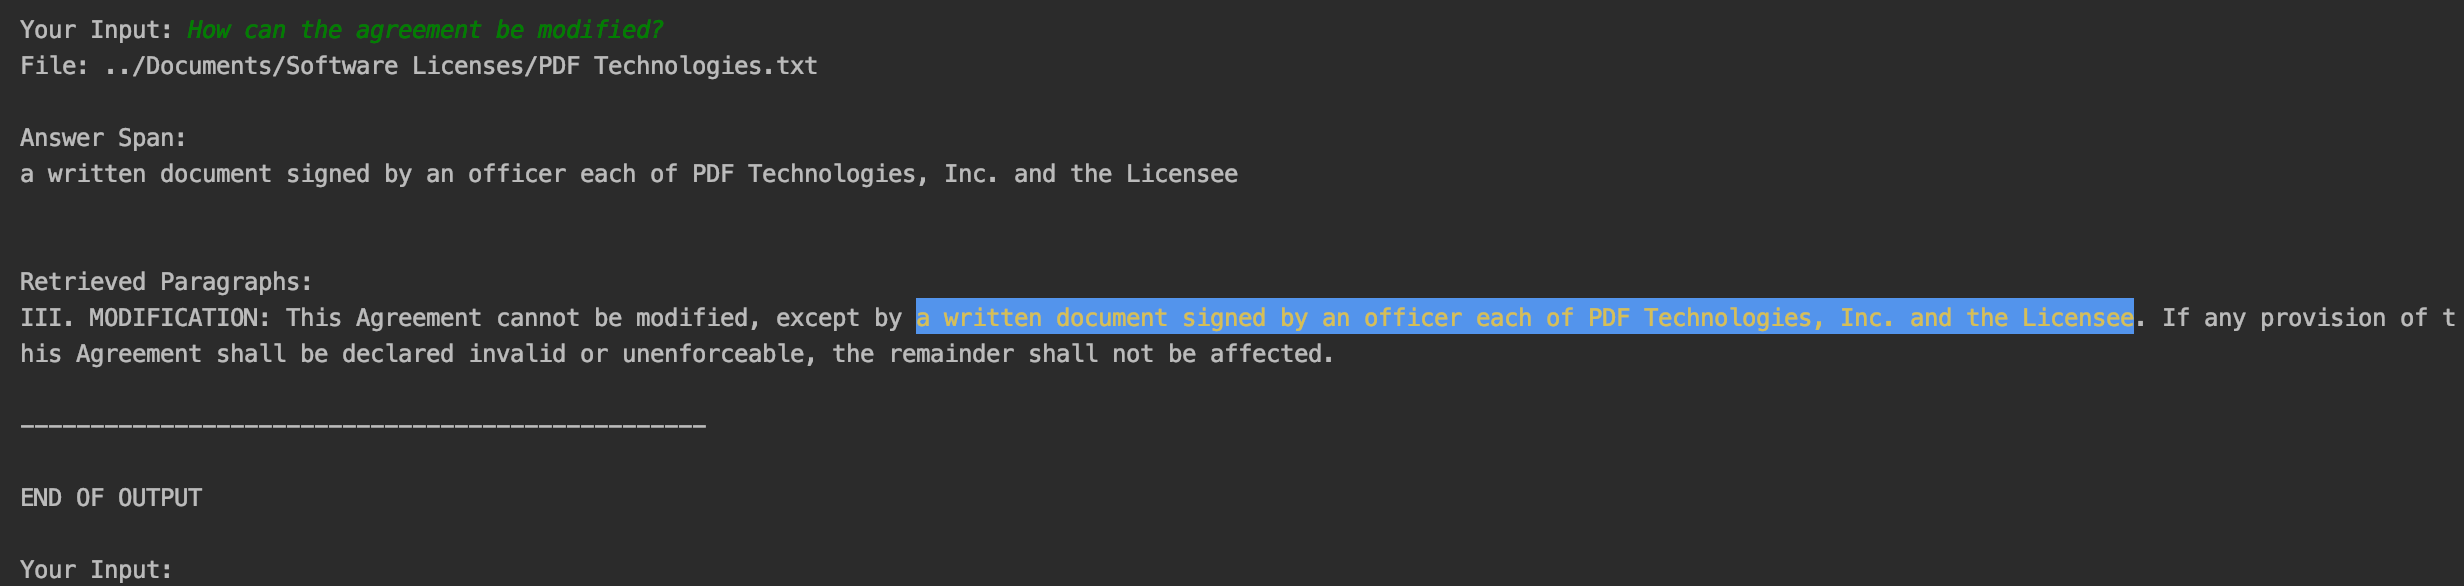 Your Input: How can the agreement be modified?
File: ../Documents/Software Licenses/PDF Technologies.txt
Answer Span:
a written document signed by an officer each of PDF Technologies, Inc. and the Licensee
Retrieved Paragraphs:
III. MODIFICATION: This Agreement cannot be modified, except by a written document signed by an officer each of PDF Technologies, Inc. and the Licensee. If any provision of t
his Agreement shall be declared invalid or unenforceable, the remainder shall not be affected.
_________________________________________________
END OF OUTPUT
Your Input: